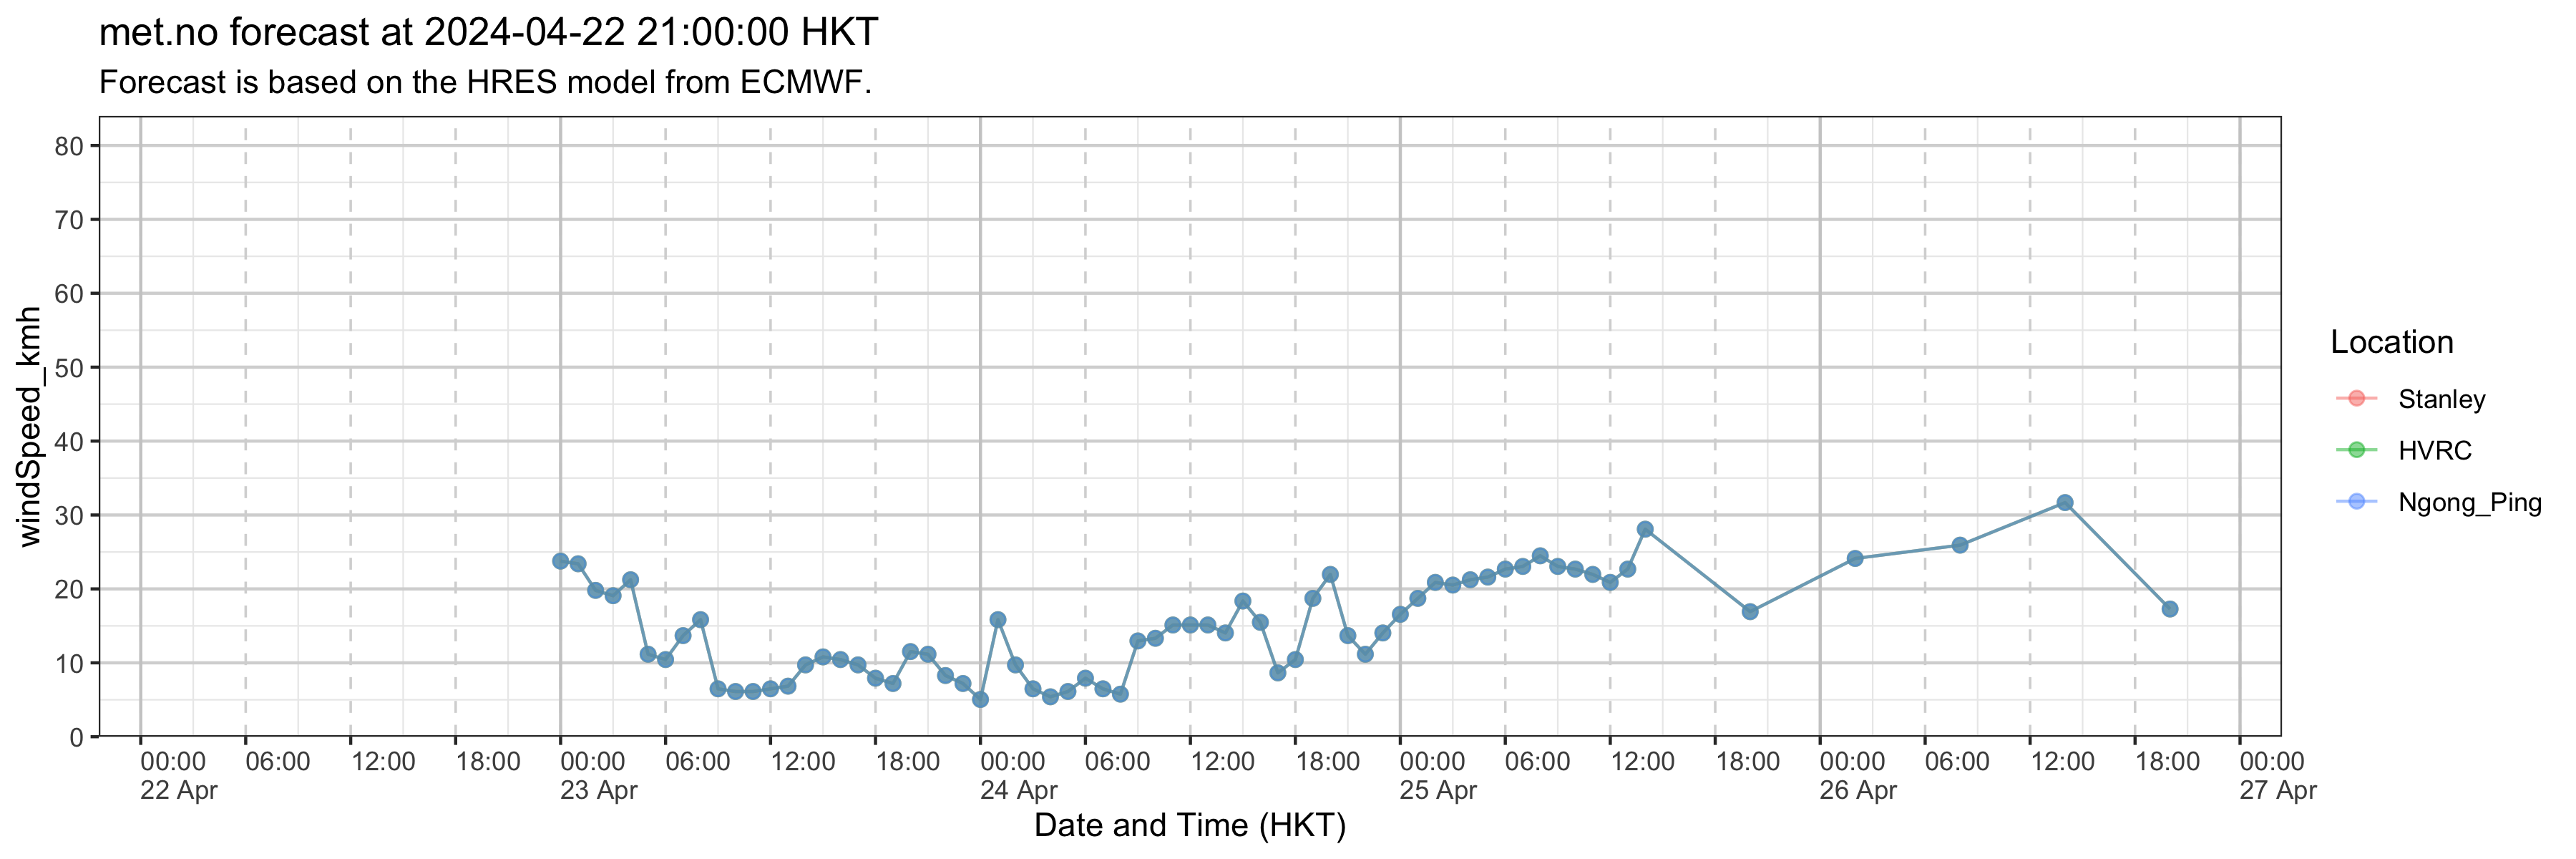 met.no forecast at 2024-04-22 21:00:00 HKT
Forecast is based on the HRES model from ECMWF.
windSpeed_kmh
80
70
60
50
40
30
20
10
0
00:00 06:00 12:00 18:00 00:00 06:00 12:00 18:00 00:00 06:00 12:00 18:00 00:00 06:00 12:00 18:00 00:00 06:00 12:00 18:00 00:00
22 Apr 23 Apr 24 Apr 25 Apr 26 Apr 27 Apr
Date and Time (HKT)
Location
Stanley
HVRC
Ngong_Ping